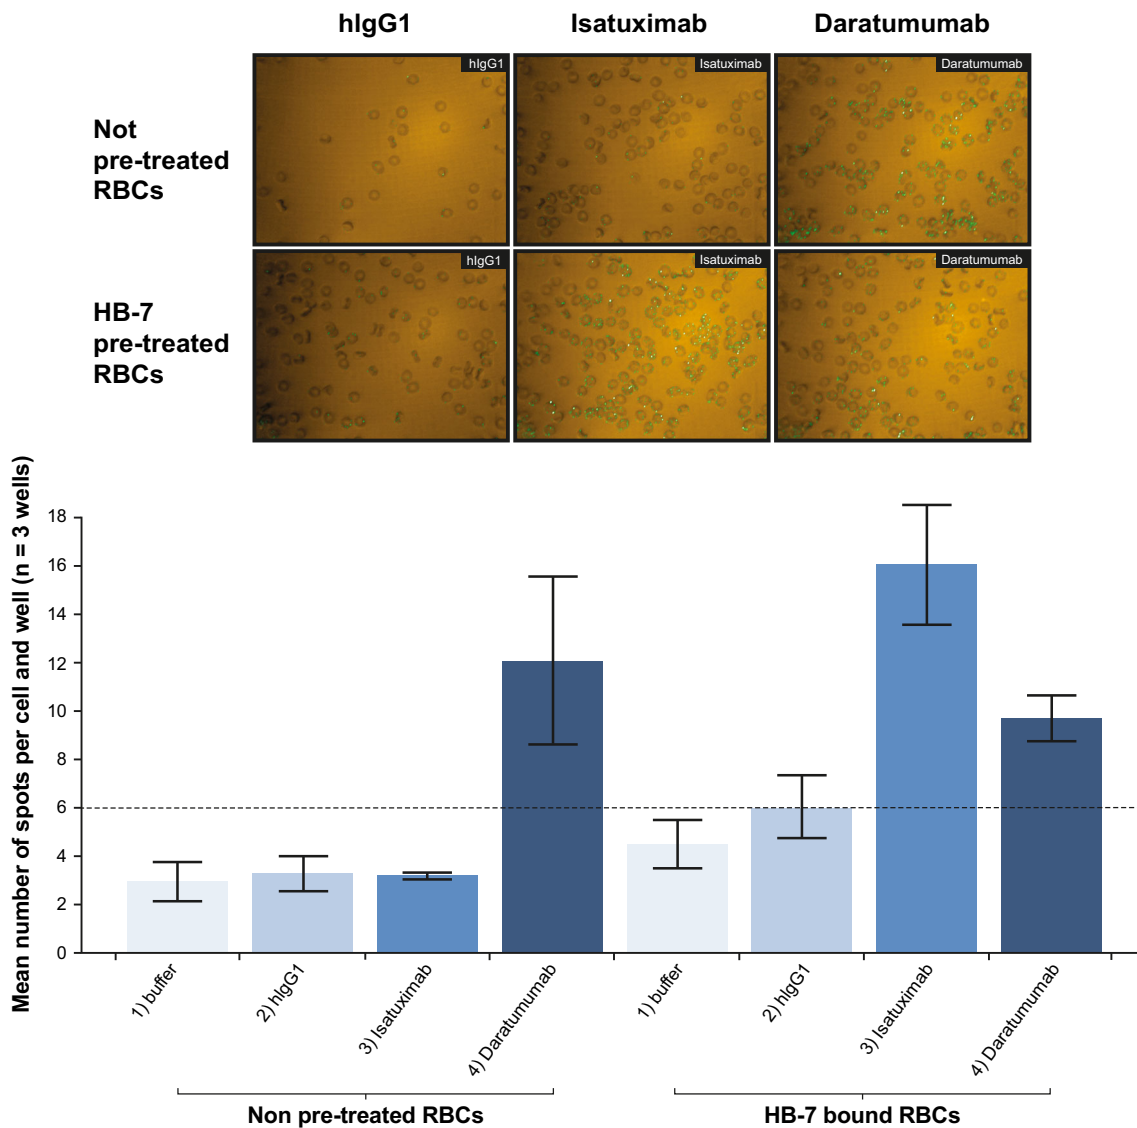 hIgG1 Isatuximab Daratumumab
hIgG1 Isatuximab Daratumumab
Not
pre-treated
RBCs
hIgG1 Isatuximab Daratumumab
HB-7
pre-treated
RBCs
Mean number of spots per cell and well (n = 3 wells)
18
16
14
12
10
8
6
4
2
0
1) buffer
2) hIgG1
3) Isatuximab
4) Daratumumab
1) buffer
2) hIgG1
3) Isatuximab
4) Daratumumab
Non pre-treated RBCs
HB-7 bound RBCs